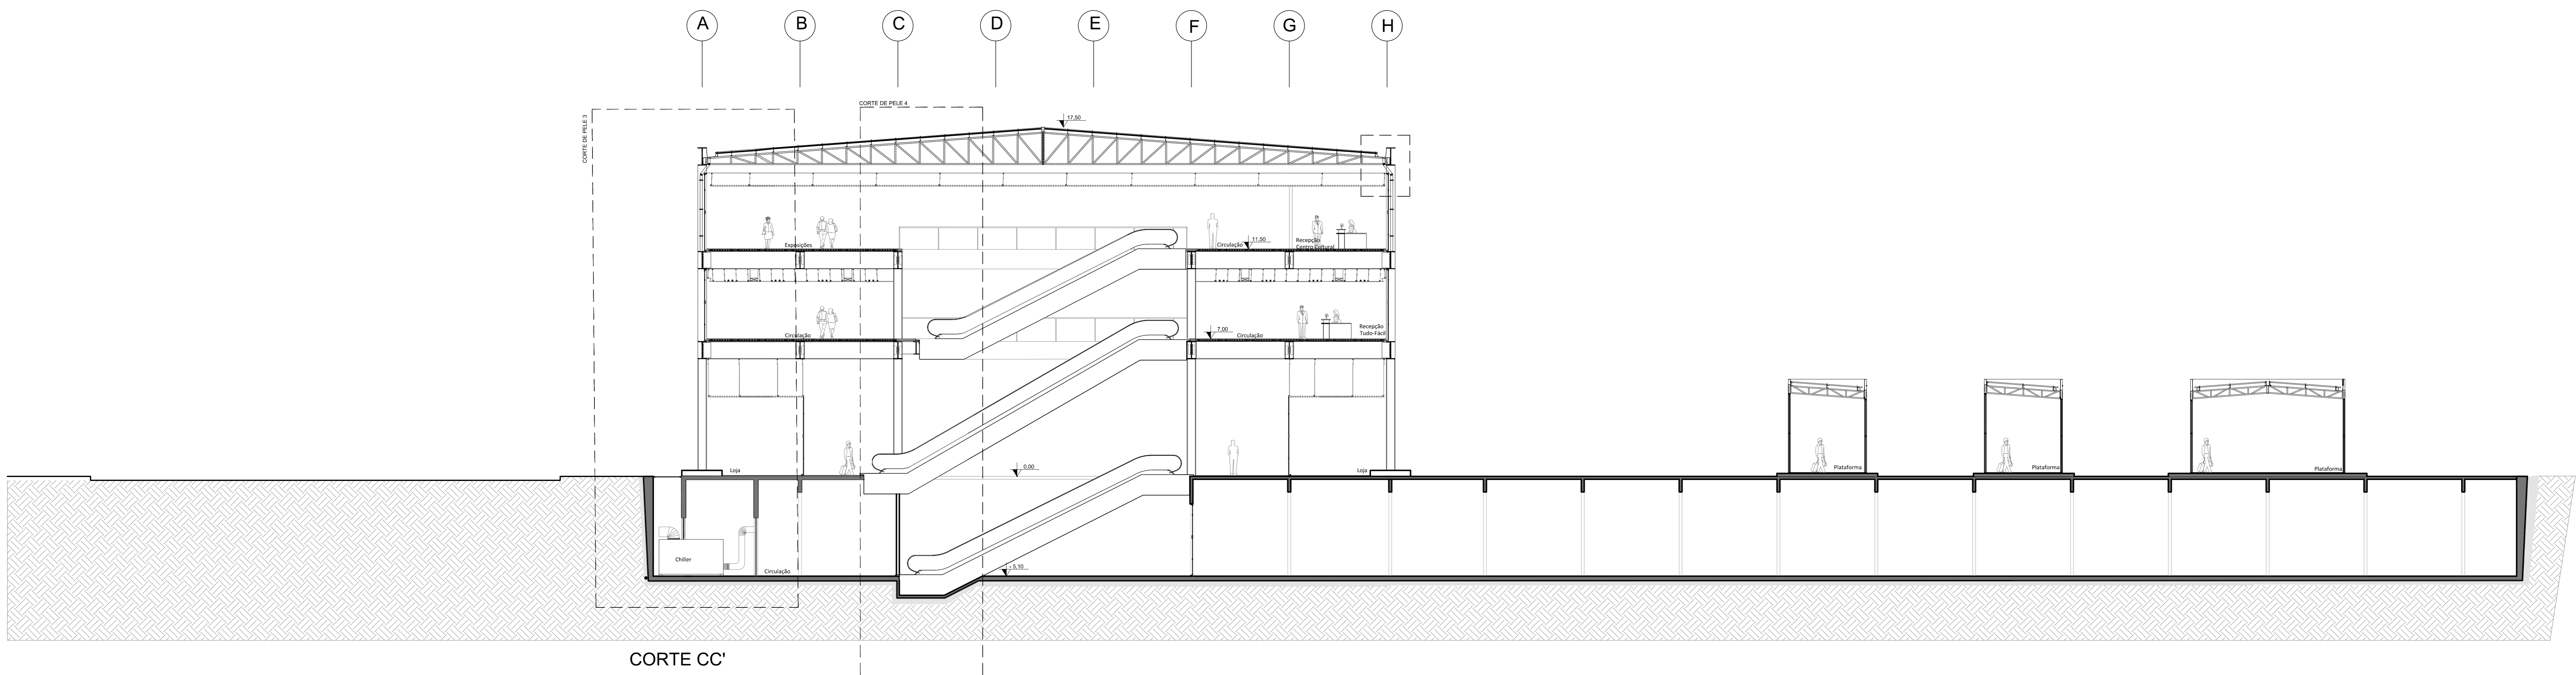 A B C D E F G H
CORTE DE PELE 4
CORTE DE PELE 3
17,50
Exposições
Circulação
11,50
Recepção
Centro Cultural
Circulação
7,00
Circulação
Recepção
Tudo-Fácil
Loja
0,00
Loja
Plataforma
Plataforma
Plataforma
Chiller
Circulação
- 5,10
CORTE CC'